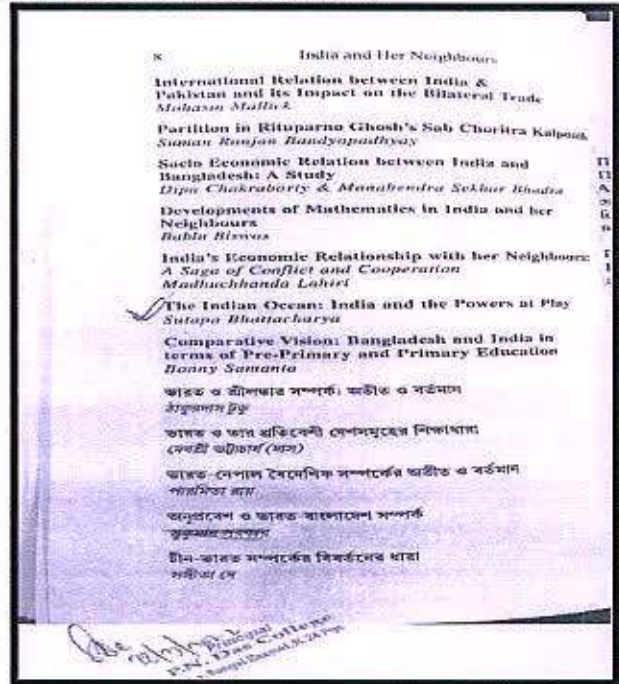 8 India and Her Neighbours
International Relation between India &
Pakistan and its Impact on the Bilateral Trade
Mohasin Mallick
Partition in Rituparno Ghosh's Sab Charitra Kalponik
Suman Ranjan Bandyopadhyay
Socio Economic Relation between India and
Bangladesh: A Study
Dipa Chakraborty & Manabendra Sekhar Bhadra
Developments of Mathematics in India and her
Neighbours
Bablu Biswas
India's Economic Relationship with her Neighbours:
A Saga of Conflict and Cooperation
Madhuchhanda Lahiri
The Indian Ocean: India and the Powers at Play
Sutapa Bhattacharya
Comparative Vision: Bangladesh and India in
terms of Pre-Primary and Primary Education
Bonny Samanta
ভারত ও শ্রীলঙ্কার সম্পর্ক: অতীত ও বর্তমান
ঠাকুরদাস টুডু
ভারত ও তার প্রতিবেশী দেশসমূহের শিক্ষাধারা
দেবশ্রী ভট্টাচার্য (দাস)
ভারত-নেপাল বৈদেশিক সম্পর্কের অতীত ও বর্তমান
পারমিতা রায়
অনুপ্রবেশ ও ভারত-বাংলাদেশ সম্পর্ক
চীন-ভারত সম্পর্কের বিবর্তনের ধারা
সঙ্গীতা দে
Principal
P.N. Das College